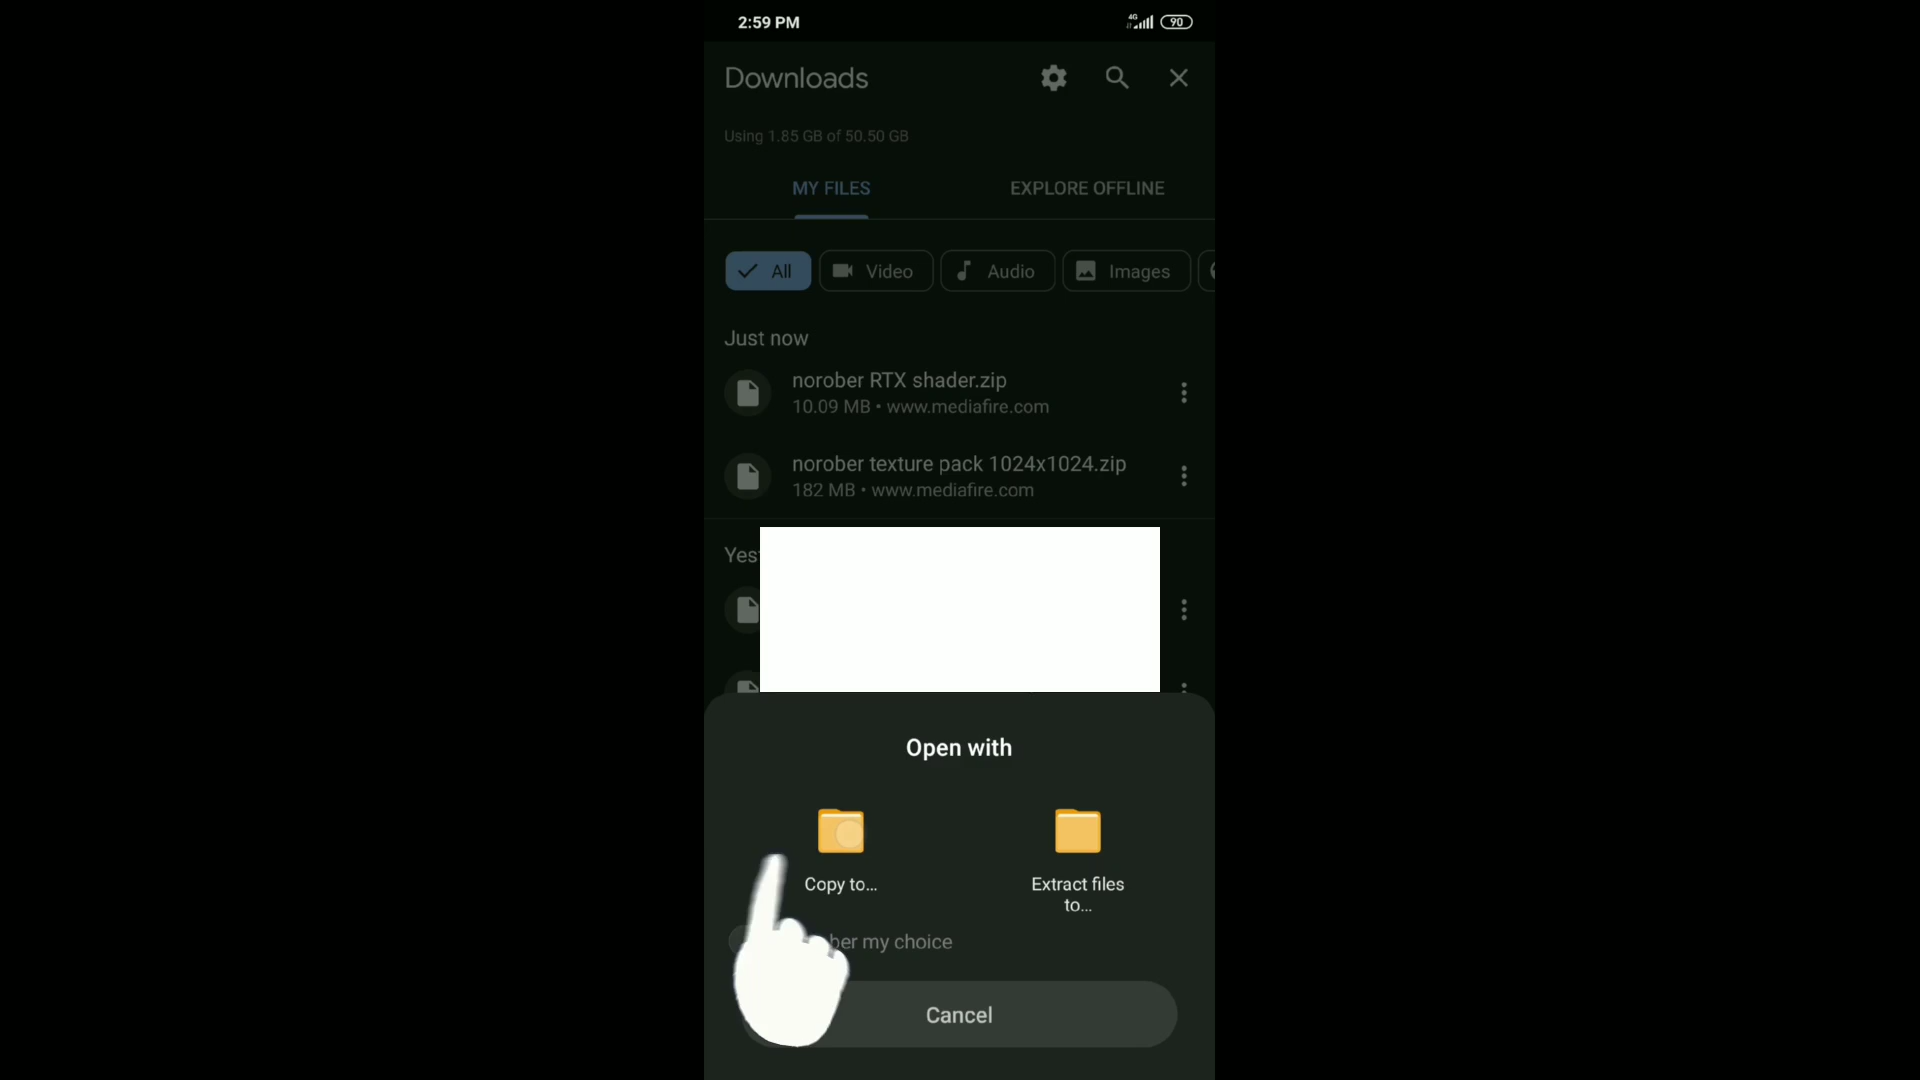 2:59 PM
4G
90
Downloads
Using 1.85 GB of 50.50 GB
MY FILES
EXPLORE OFFLINE
All
Video
Audio
Images
Just now
norober RTX shader.zip
10.09 MB • www.mediafire.com
norober texture pack 1024x1024.zip
182 MB • www.mediafire.com
Yes
Open with
Copy to...
Extract files
to...
ber my choice
Cancel